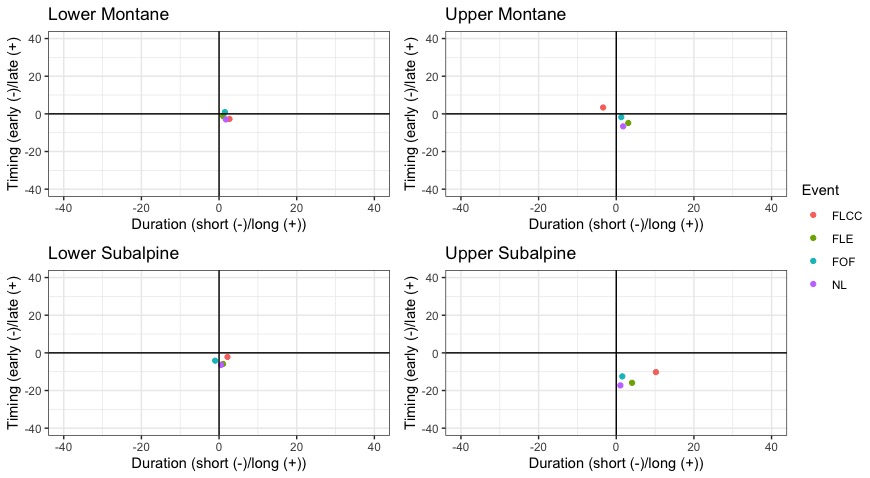 Lower Montane
Timing (early (-)/late (+)
40
20
0
-20
-40
-40 -20 0 20 40
Duration (short (-)/long (+))
Upper Montane
Timing (early (-)/late (+)
40
20
0
-20
-40
-40 -20 0 20 40
Duration (short (-)/long (+))
Lower Subalpine
Timing (early (-)/late (+)
40
20
0
-20
-40
-40 -20 0 20 40
Duration (short (-)/long (+))
Upper Subalpine
Timing (early (-)/late (+)
40
20
0
-20
-40
-40 -20 0 20 40
Duration (short (-)/long (+))
Event
FLCC
FLE
FOF
NL